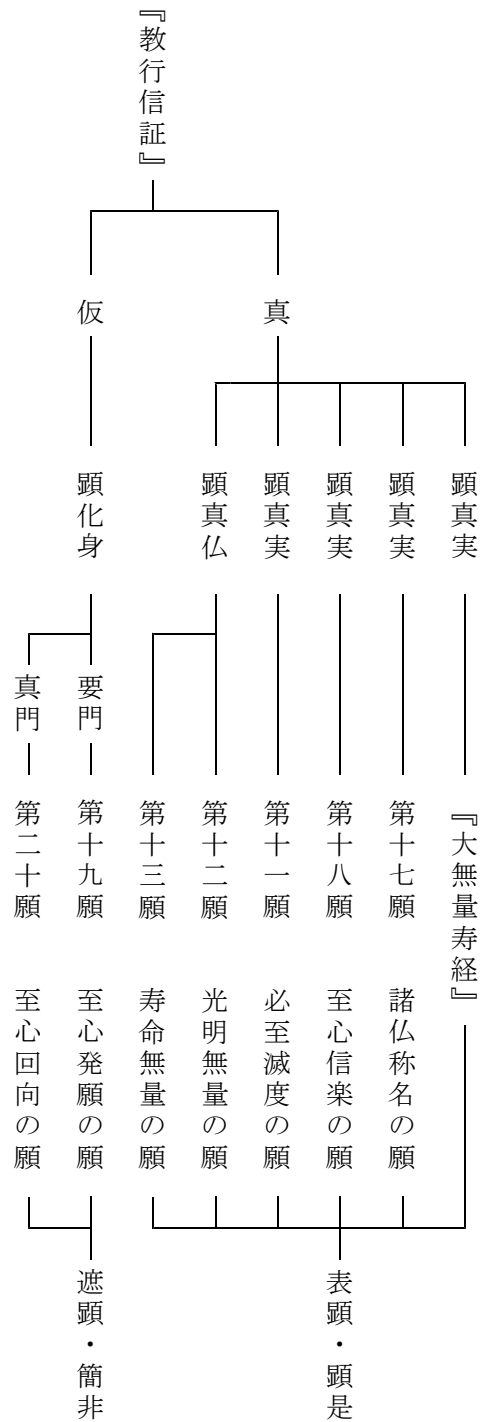 『教行信証』
真
仮
顕真実
顕真実
顕真実
顕真実
顕真仏
顕化身
要門
真門
『大無量寿経』
第十七願 諸仏称名の願
第十八願 至心信楽の願
第十一願 必至滅度の願
第十二願 光明無量の願
第十三願 寿命無量の願
第十九願 至心発願の願
第二十願 至心回向の願
表顕・顕是
遮顕・簡非